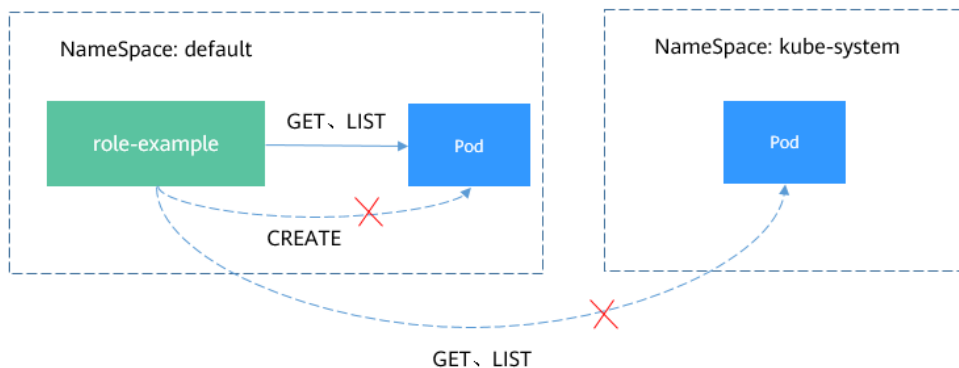 NameSpace: default
NameSpace: kube-system
role-example
GET、LIST
Pod
Pod
CREATE
GET、LIST